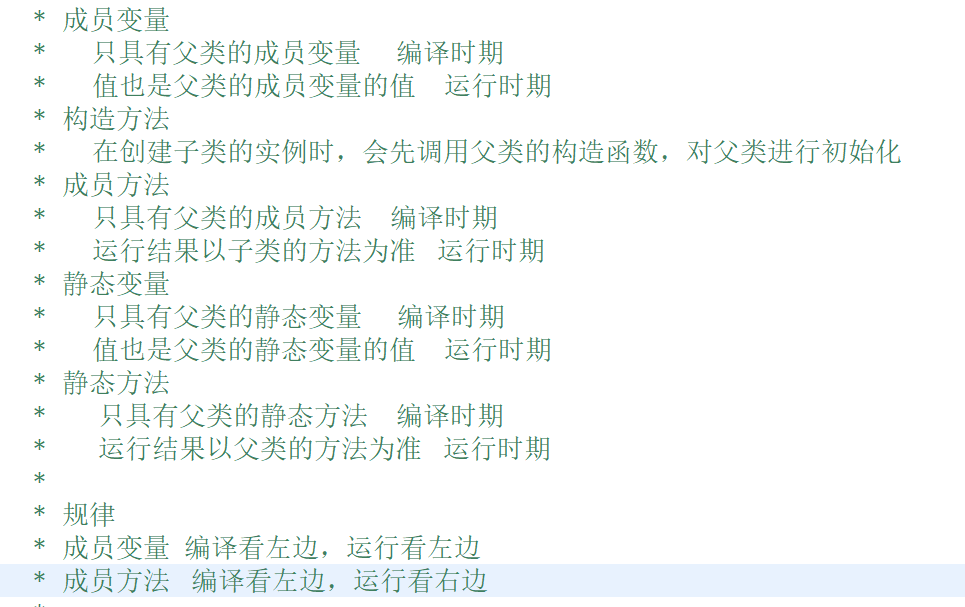 * 成员变量
* 只具有父类的成员变量 编译时期
* 值也是父类的成员变量的值 运行时期
* 构造方法
* 在创建子类的实例时，会先调用父类的构造函数，对父类进行初始化
* 成员方法
* 只具有父类的成员方法 编译时期
* 运行结果以子类的方法为准 运行时期
* 静态变量
* 只具有父类的静态变量 编译时期
* 值也是父类的静态变量的值 运行时期
* 静态方法
* 只具有父类的静态方法 编译时期
* 运行结果以父类的方法为准 运行时期
*
* 规律
* 成员变量 编译看左边，运行看左边
* 成员方法 编译看左边，运行看右边
*